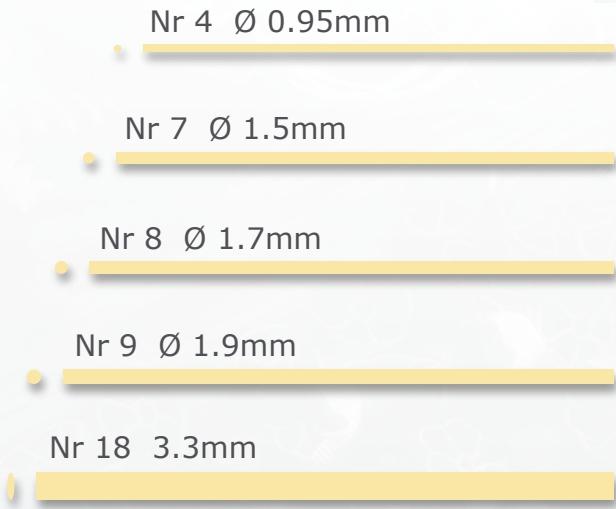 Nr 4 Ø 0.95mm
Nr 7 Ø 1.5mm
Nr 8 Ø 1.7mm
Nr 9 Ø 1.9mm
Nr 18 3.3mm